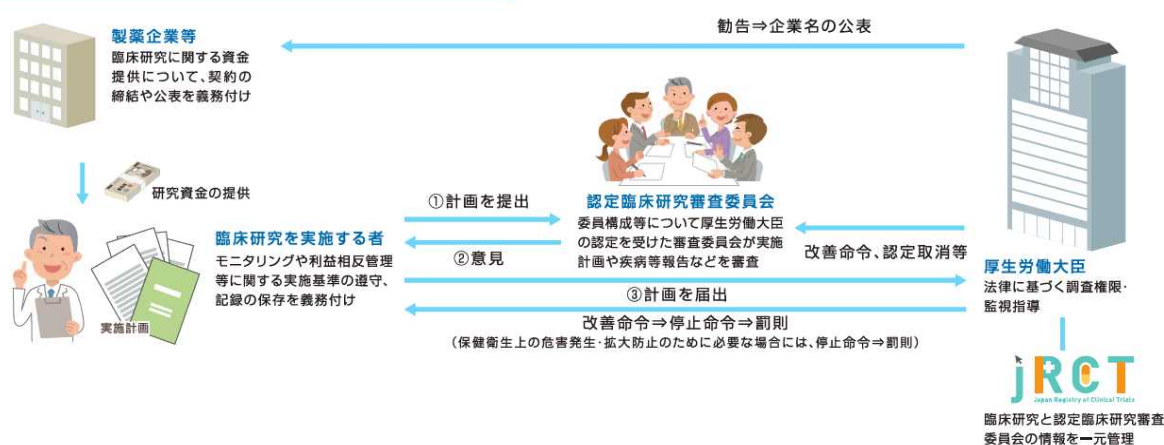 勧告⇒企業名の公表
製薬企業等
臨床研究に関する資金
提供について、契約の
締結や公表を義務付け
研究資金の提供
①計画を提出
認定臨床研究審査委員会
委員構成等について厚生労働大臣
の認定を受けた審査委員会が実施
計画や疾病等報告などを審査
臨床研究を実施する者
モニタリングや利益相反管理
等に関する実施基準の遵守、
記録の保存を義務付け
実施計画
②意見
改善命令、認定取消等
③計画を届出
改善命令⇒停止命令⇒罰則
(保健衛生上の危害発生・拡大防止のために必要な場合には、停止命令⇒罰則)
厚生労働大臣
法律に基づく調査権限・
監視指導
jRCT
Japan Registry of Clinical Trials
臨床研究と認定臨床研究審査
委員会の情報を一元管理